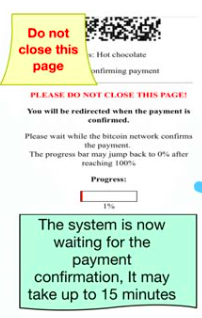 Do not
close this
page
s: Hot chocolate
onfirming payment
PLEASE DO NOT CLOSE THIS PAGE!
You will be redirected when the payment is
confirmed.
Please wait while the bitcoin network confirms
the payment.
The progress bar may jump back to 0% after
reaching 100%
Progress:
1%
The system is now
waiting for the
payment
confirmation, It may
take up to 15 minutes